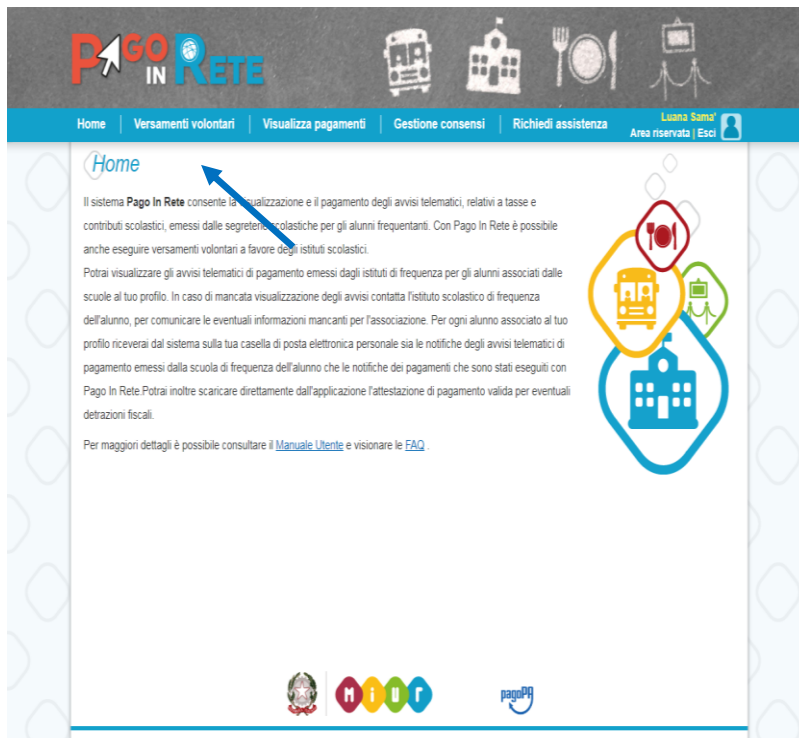 PAGO
IN RETE
Home Versamenti volontari Visualizza pagamenti Gestione consensi Richiedi assistenza
Luana Sama'
Area riservata | Esci
Home
Il sistema Pago In Rete consente la visualizzazione e il pagamento degli avvisi telematici, relativi a tasse e
contributi scolastici, emessi dalle segreterie scolastiche per gli alunni frequentanti. Con Pago In Rete è possibile
anche eseguire versamenti volontari a favore degli istituti scolastici.
Potrai visualizzare gli avvisi telematici di pagamento emessi dagli istituti di frequenza per gli alunni associati dalle
scuole al tuo profilo. In caso di mancata visualizzazione degli avvisi contatta l'istituto scolastico di frequenza
dell'alunno, per comunicare le eventuali informazioni mancanti per l'associazione. Per ogni alunno associato al tuo
profilo riceverai dal sistema sulla tua casella di posta elettronica personale sia le notifiche degli avvisi telematici di
pagamento emessi dalla scuola di frequenza dell'alunno che le notifiche dei pagamenti che sono stati eseguiti con
Pago In Rete.Potrai inoltre scaricare direttamente dall'applicazione l'attestazione di pagamento valida per eventuali
detrazioni fiscali.
Per maggiori dettagli è possibile consultare il Manuale Utente e visionare le FAQ .
MiUr
pagoPA